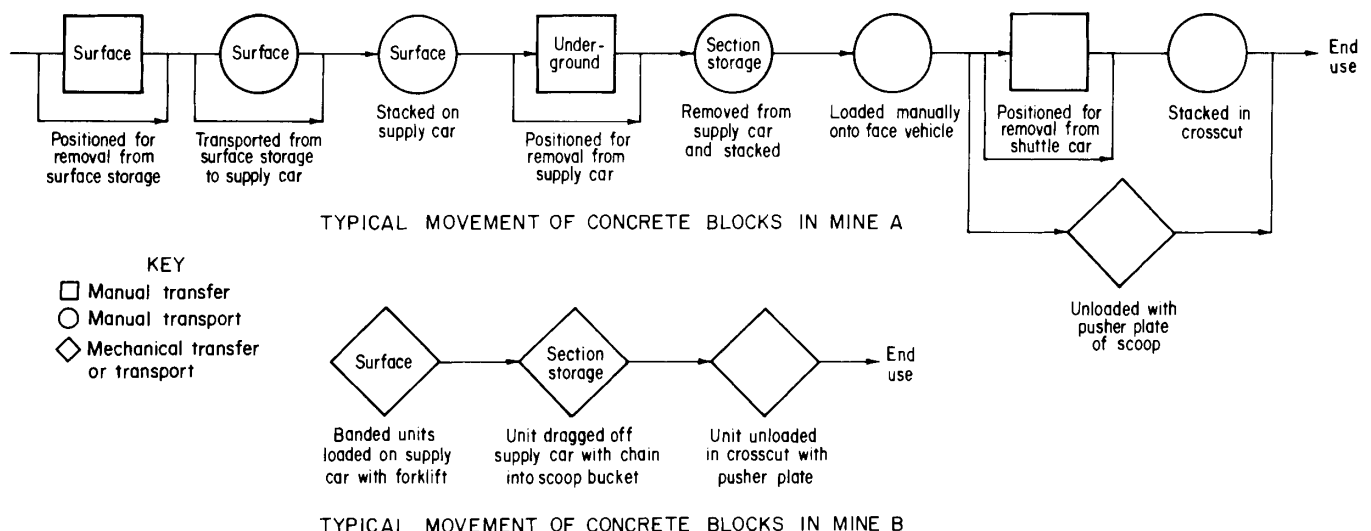 Surface
Positioned for
removal from
surface storage
Surface
Transported from
surface storage
to supply car
Surface
Stacked on
supply car
Under-
ground
Positioned for
removal from
supply car
Section
storage
Removed from
supply car
and stacked
Loaded manually
onto face vehicle
Positioned for
removal from
shuttle car
Stacked in
crosscut
End
use
Unloaded with
pusher plate
of scoop
TYPICAL MOVEMENT OF CONCRETE BLOCKS IN MINE A
KEY
Manual transfer
Manual transport
Mechanical transfer
or transport
Surface
Banded units
loaded on supply
car with forklift
Section
storage
Unit dragged off
supply car with chain
into scoop bucket
Unit unloaded
in crosscut with
pusher plate
End
use
TYPICAL MOVEMENT OF CONCRETE BLOCKS IN MINE B